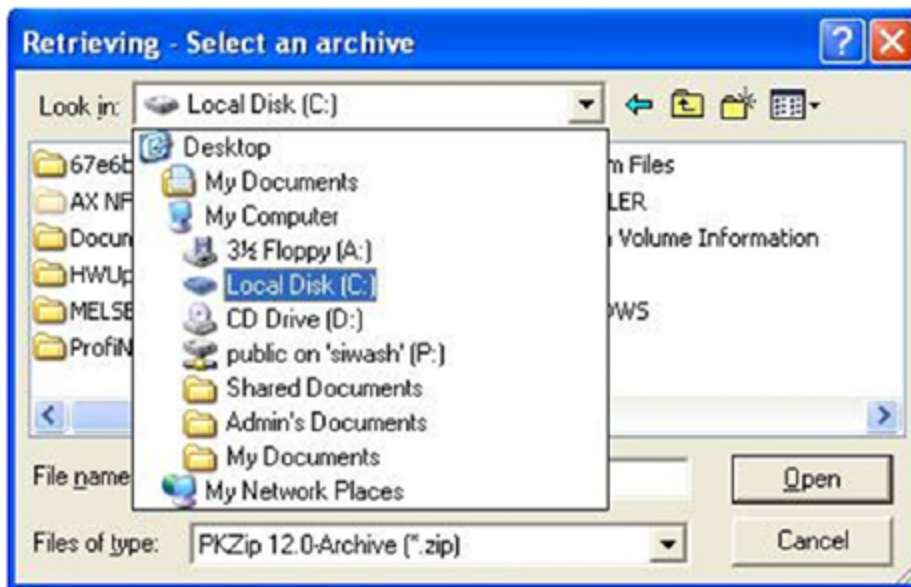 Retrieving - Select an archive
Look in: Local Disk (C:)
Desktop
My Documents
My Computer
3½ Floppy (A:)
Local Disk (C:)
CD Drive (D:)
public on 'siwash' (P:)
Shared Documents
Admin's Documents
My Documents
My Network Places
67e6b
AX NF
Docum
HWUp
MELSE
ProfiN
m Files
LER
Volume Information
OWS
File name
Open
Files of type: PKZip 12.0-Archive (*.zip)
Cancel